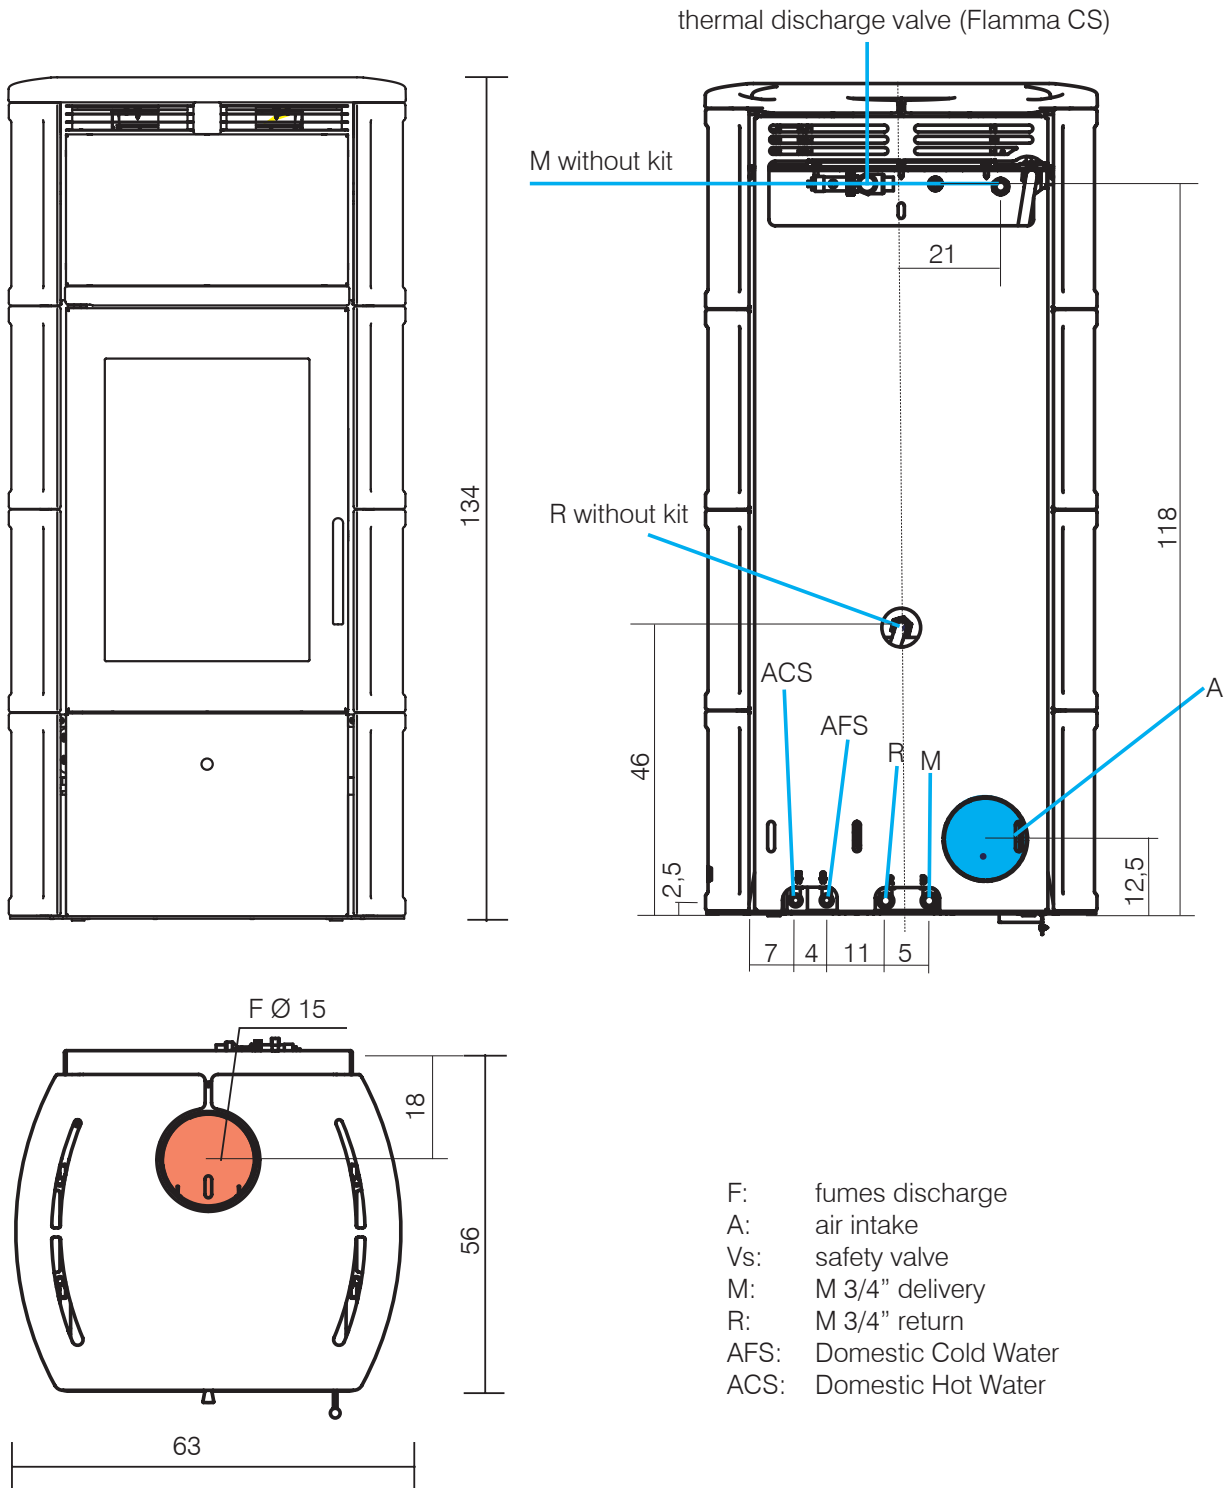 thermal discharge valve (Flamma CS)
M without kit
21
134
118
R without kit
ACS
A
AFS
R
M
46
2,5
12,5
7
4
11
5
F Ø 15
18
56
63
F: fumes discharge
A: air intake
Vs: safety valve
M: M 3/4” delivery
R: M 3/4” return
AFS: Domestic Cold Water
ACS: Domestic Hot Water